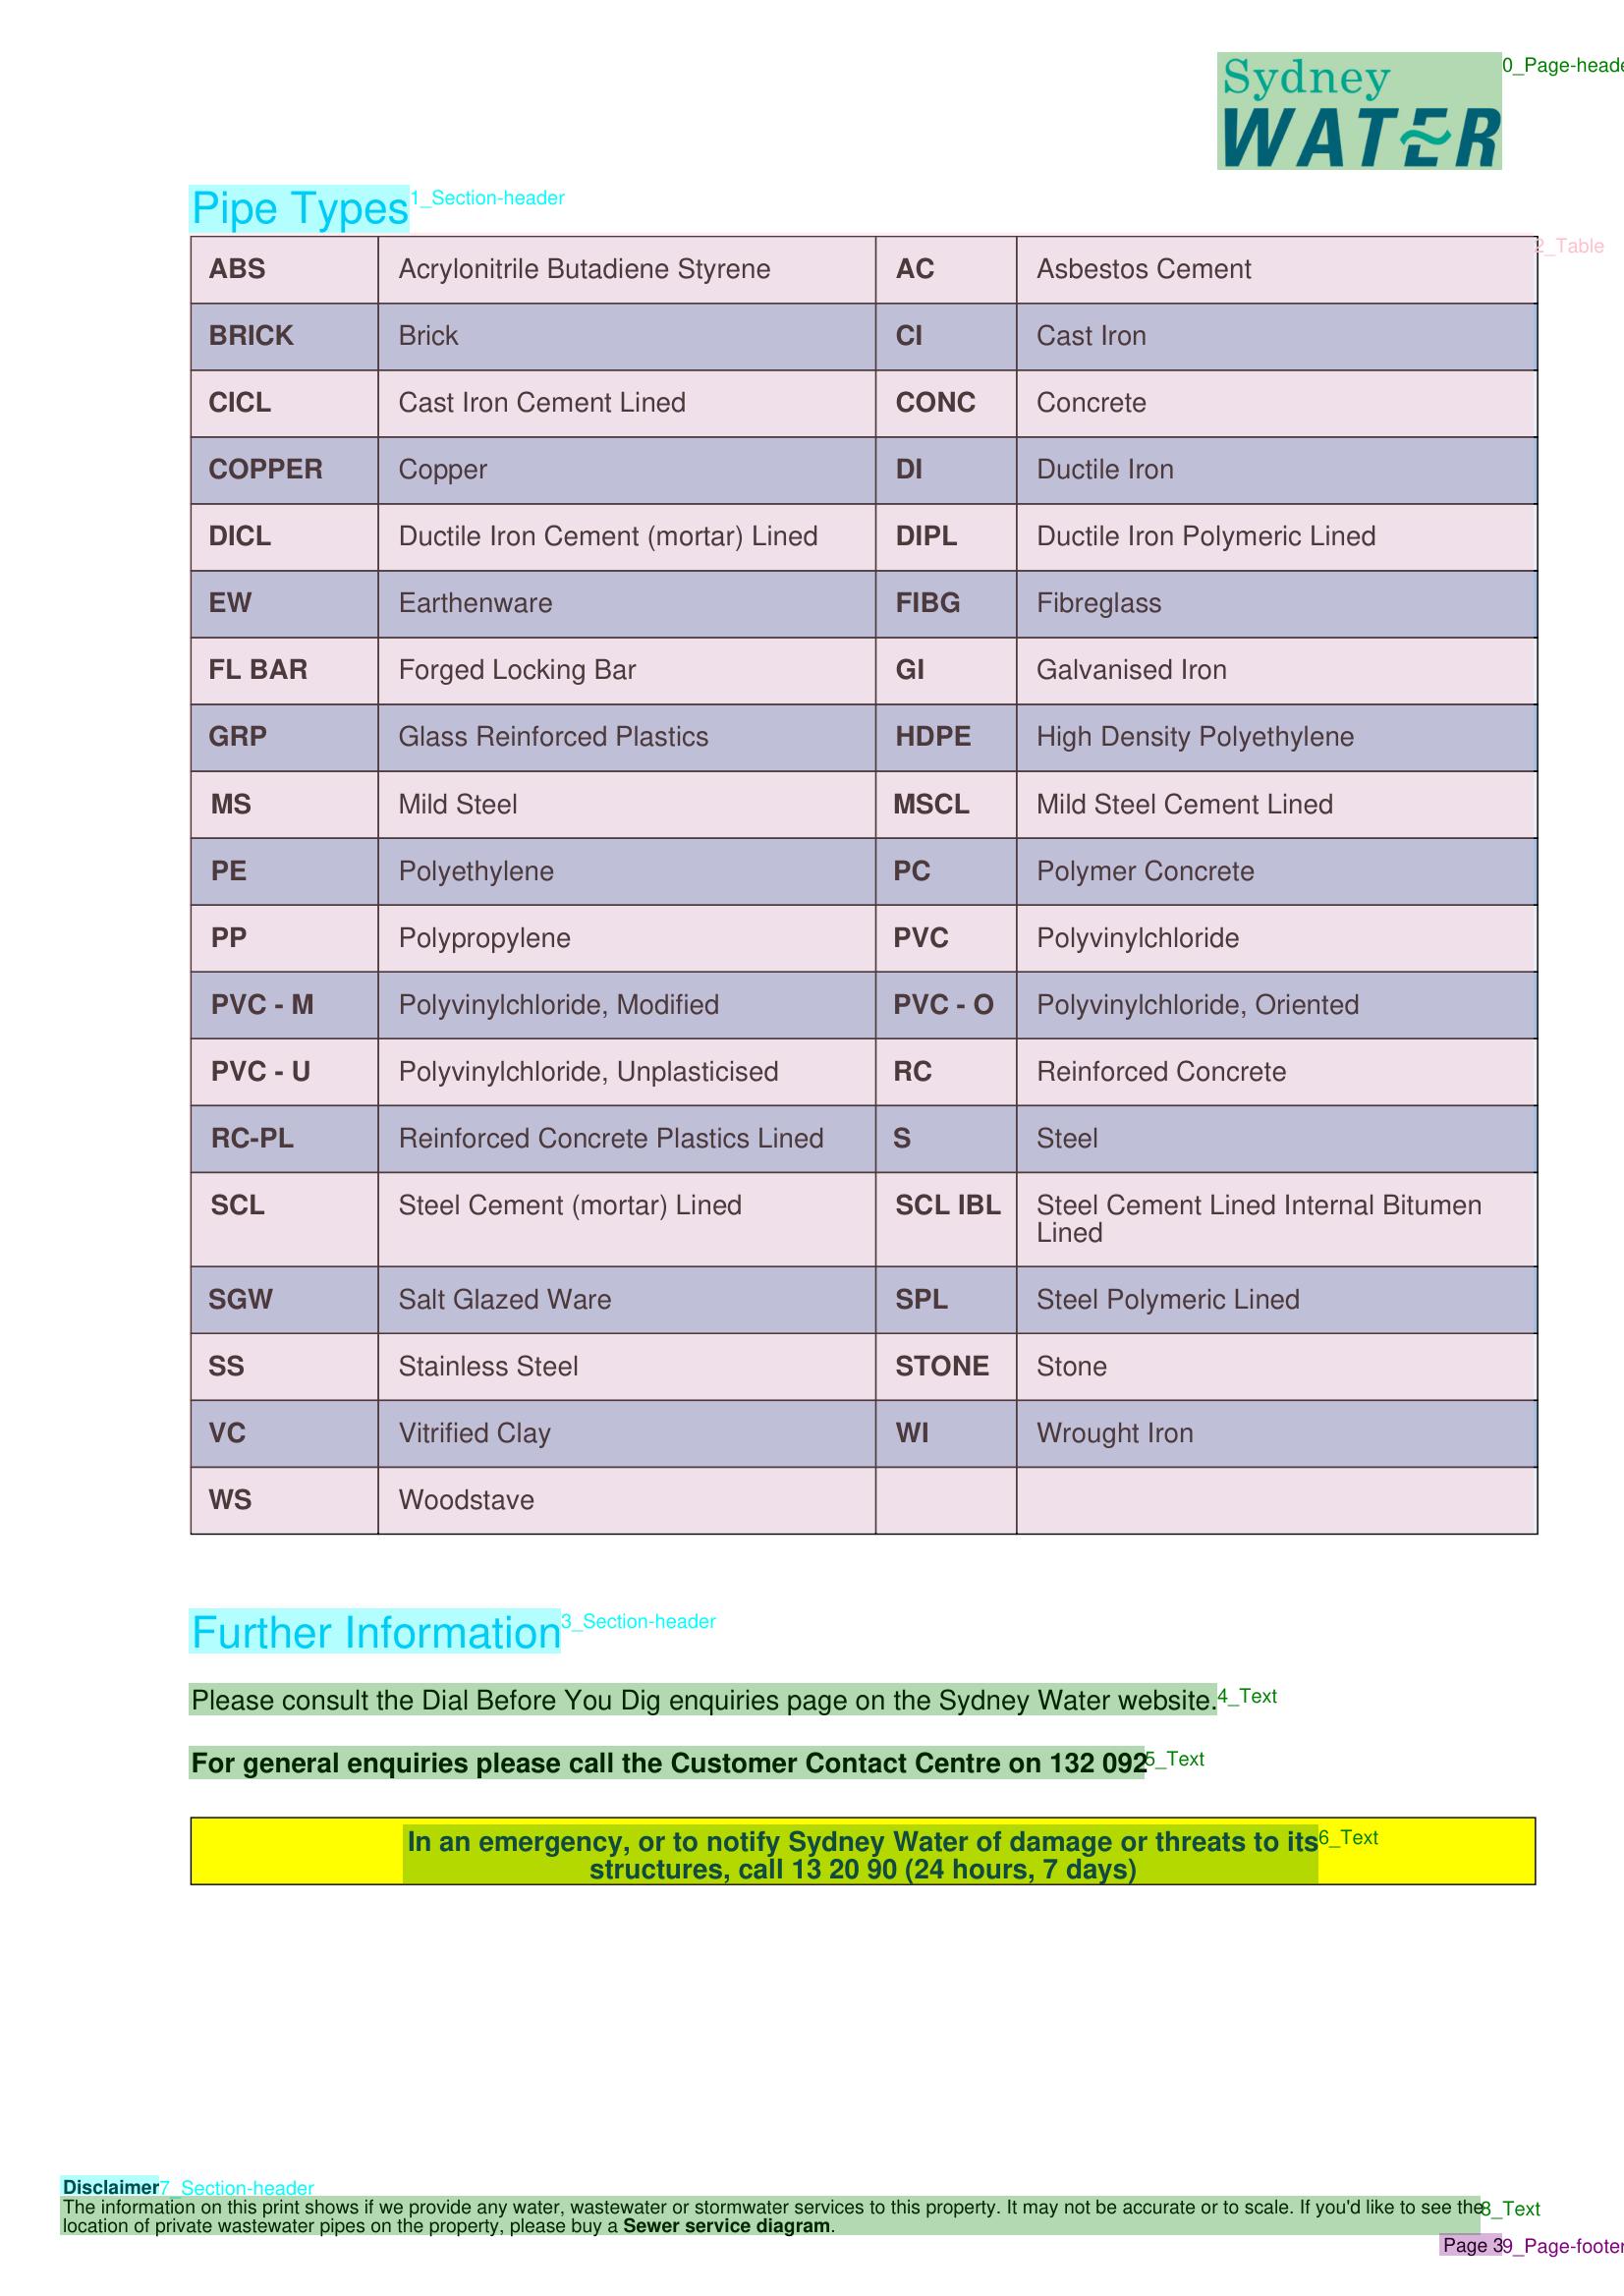 Sydney
WATER
0_Page-heade
Pipe Types
1_Section-header
2_Table
ABS Acrylonitrile Butadiene Styrene AC Asbestos Cement
BRICK Brick CI Cast Iron
CICL Cast Iron Cement Lined CONC Concrete
COPPER Copper DI Ductile Iron
DICL Ductile Iron Cement (mortar) Lined DIPL Ductile Iron Polymeric Lined
EW Earthenware FIBG Fibreglass
FL BAR Forged Locking Bar GI Galvanised Iron
GRP Glass Reinforced Plastics HDPE High Density Polyethylene
MS Mild Steel MSCL Mild Steel Cement Lined
PE Polyethylene PC Polymer Concrete
PP Polypropylene PVC Polyvinylchloride
PVC - M Polyvinylchloride, Modified PVC - O Polyvinylchloride, Oriented
PVC - U Polyvinylchloride, Unplasticised RC Reinforced Concrete
RC-PL Reinforced Concrete Plastics Lined S Steel
SCL Steel Cement (mortar) Lined SCL IBL Steel Cement Lined Internal Bitumen
Lined
SGW Salt Glazed Ware SPL Steel Polymeric Lined
SS Stainless Steel STONE Stone
VC Vitrified Clay WI Wrought Iron
WS Woodstave
Further Information
3_Section-header
Please consult the Dial Before You Dig enquiries page on the Sydney Water website.
4_Text
For general enquiries please call the Customer Contact Centre on 132 092
5_Text
In an emergency, or to notify Sydney Water of damage or threats to its
6_Text
structures, call 13 20 90 (24 hours, 7 days)
Disclaimer
7_Section-header
The information on this print shows if we provide any water, wastewater or stormwater services to this property. It may not be accurate or to scale. If you'd like to see the
8_Text
location of private wastewater pipes on the property, please buy a Sewer service diagram.
Page 3
9_Page-footer